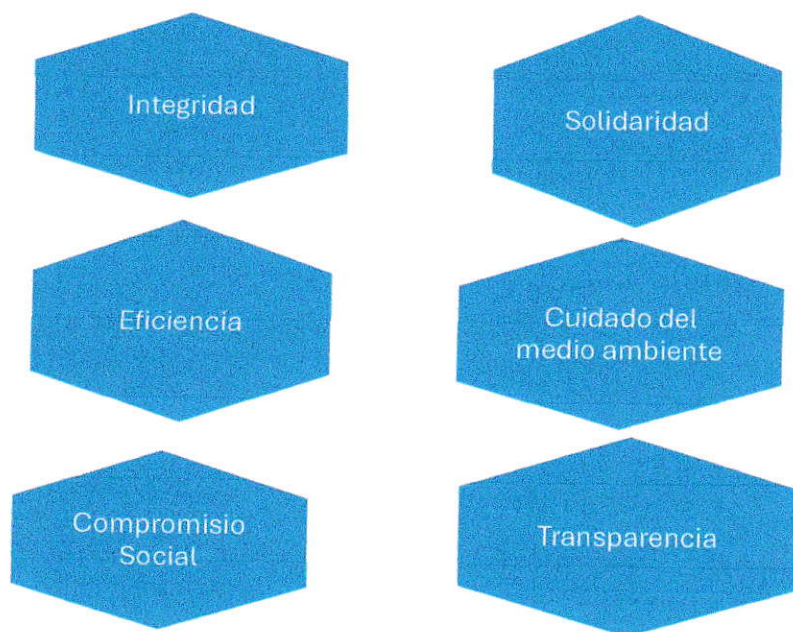 Integridad
Solidaridad
Eficiencia
Cuidado del
medio ambiente
Compromisio
Social
Transparencia